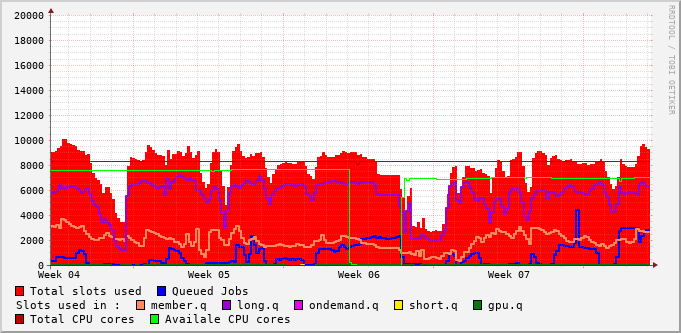 20000
18000
16000
14000
12000
10000
8000
6000
4000
2000
0
Week 04 Week 05 Week 06 Week 07
RRDTOOL / TOBI OETIKER
Total slots used Queued Jobs
Slots used in : member.q long.q ondemand.q short.q gpu.q
Total CPU cores Availale CPU cores